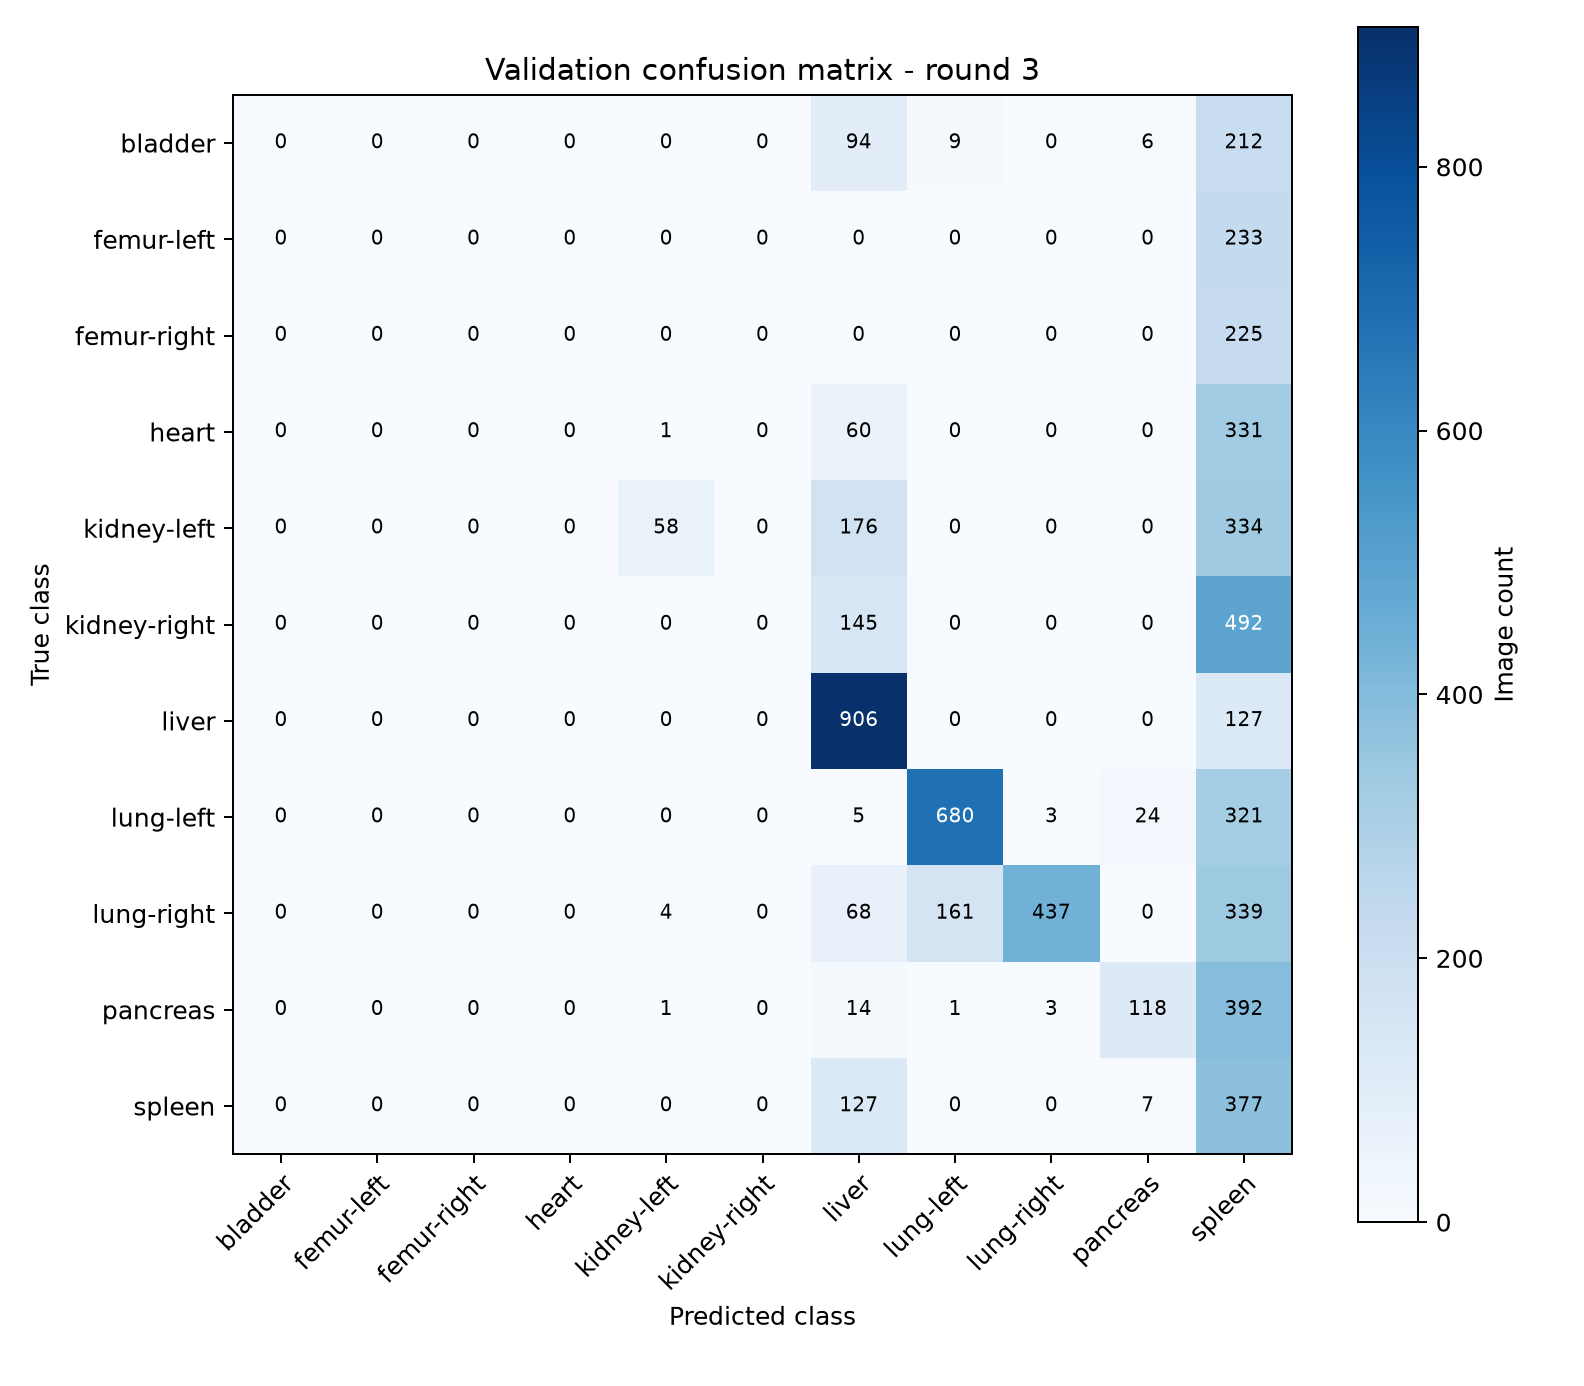 Validation confusion matrix - round 3
bladder 0 0 0 0 0 0 94 9 0 6 212
femur-left 0 0 0 0 0 0 0 0 0 0 233
femur-right 0 0 0 0 0 0 0 0 0 0 225
heart 0 0 0 0 1 0 60 0 0 0 331
kidney-left 0 0 0 0 58 0 176 0 0 0 334
kidney-right 0 0 0 0 0 0 145 0 0 0 492
liver 0 0 0 0 0 0 906 0 0 0 127
lung-left 0 0 0 0 0 0 5 680 3 24 321
lung-right 0 0 0 0 4 0 68 161 437 0 339
pancreas 0 0 0 0 1 0 14 1 3 118 392
spleen 0 0 0 0 0 0 127 0 0 7 377
True class
bladder femur-left femur-right heart kidney-left kidney-right liver lung-left lung-right pancreas spleen
Predicted class
800
600
400
200
0
Image count